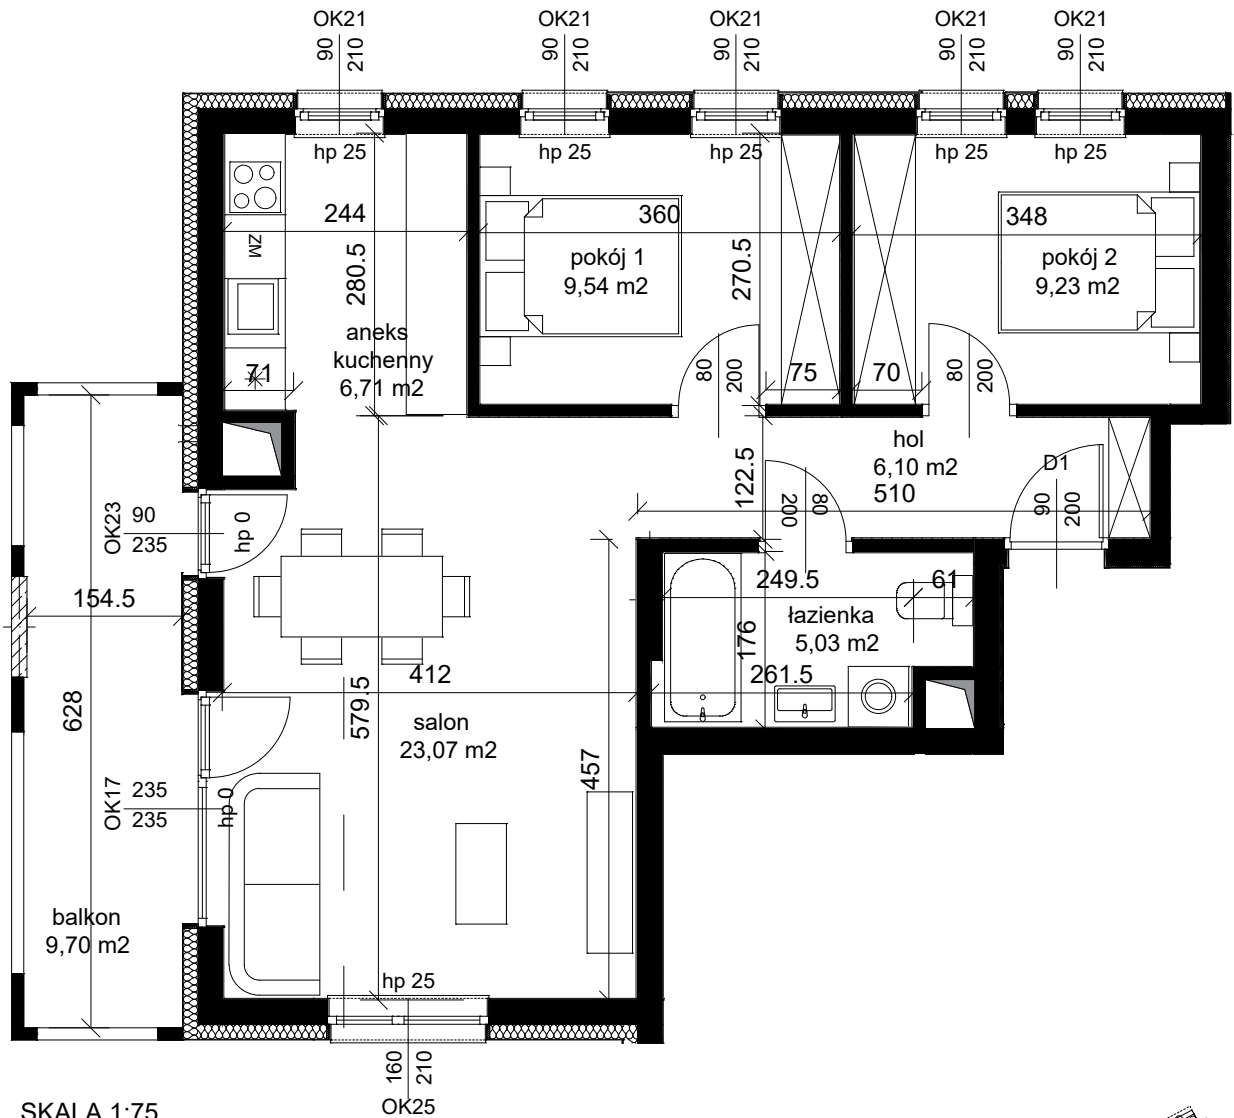 OK21
90
210
OK21
90
210
OK21
90
210
OK21
90
210
OK21
90
210
hp 25
hp 25
hp 25
hp 25
hp 25
244
360
348
ZM
280.5
270.5
pokój 1
9,54 m2
pokój 2
9,23 m2
aneks
kuchenny
6,71 m2
71
80
200
75
70
80
200
hol
6,10 m2
510
122.5
D1
90
200
80
200
OK23
90
235
hp 0
154.5
249.5
61
łazienka
5,03 m2
176
261.5
412
628
579.5
salon
23,07 m2
457
OK17
235
235
hp 0
balkon
9,70 m2
hp 25
160
210
OK25
SKALA 1:75